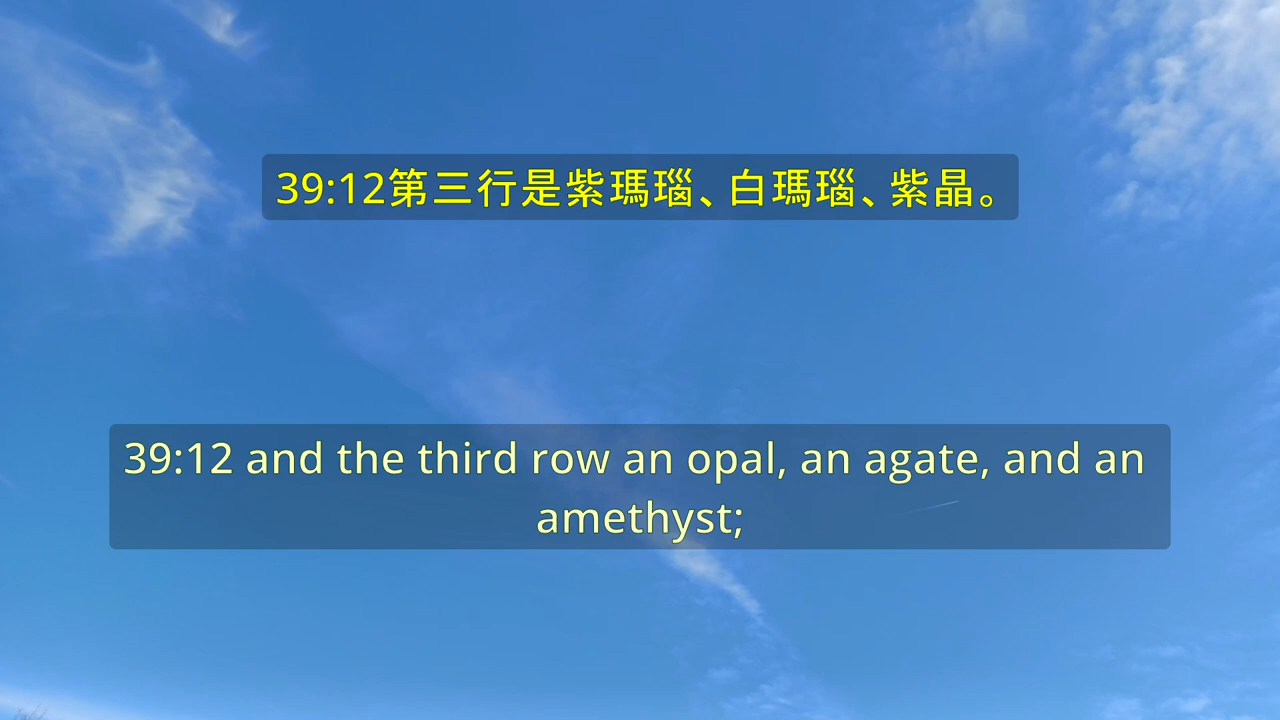 39:12第三行是紫瑪瑙、白瑪瑙、紫晶。
39:12 and the third row an opal, an agate, and an
amethyst;